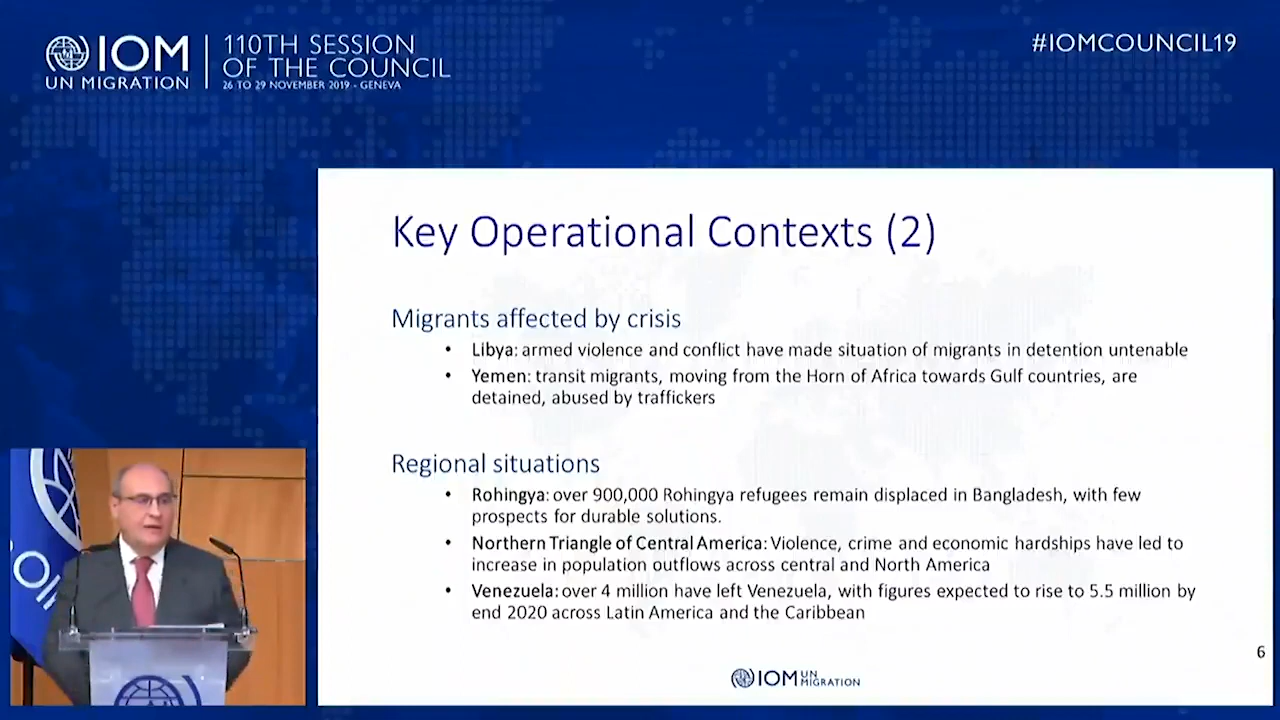 IOM
UN MIGRATION
110TH SESSION
OF THE COUNCIL
26 TO 29 NOVEMBER 2019 - GENEVA
#IOMCOUNCIL19
Key Operational Contexts (2)
Migrants affected by crisis
• Libya: armed violence and conflict have made situation of migrants in detention untenable
• Yemen: transit migrants, moving from the Horn of Africa towards Gulf countries, are
detained, abused by traffickers
Regional situations
• Rohingya: over 900,000 Rohingya refugees remain displaced in Bangladesh, with few
prospects for durable solutions.
• Northern Triangle of Central America: Violence, crime and economic hardships have led to
increase in population outflows across central and North America
• Venezuela: over 4 million have left Venezuela, with figures expected to rise to 5.5 million by
end 2020 across Latin America and the Caribbean
6
IOM UN
MIGRATION